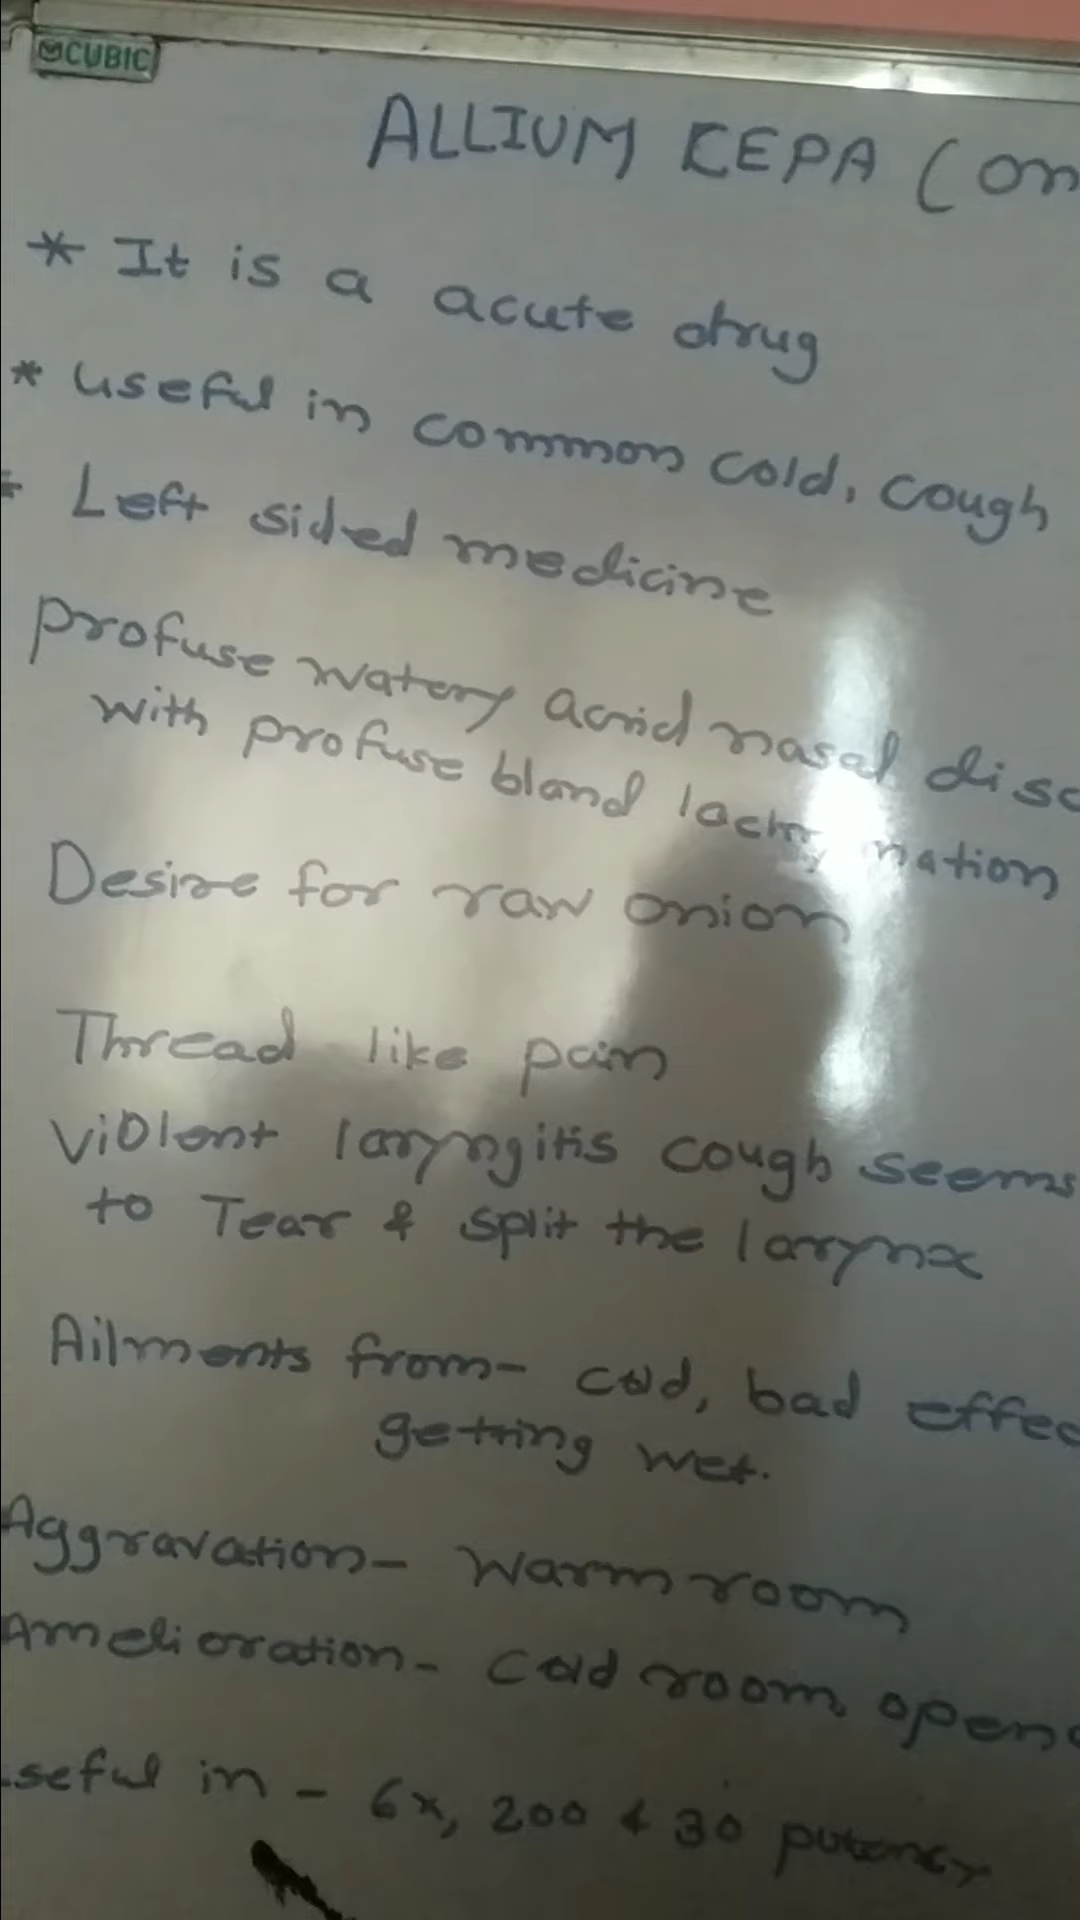 CUBIC
ALLIUM CEPA (on
* It is a acute drug
* useful in common cold, cough
* Left sided medicine
Profuse watery acrid nasal disc
with profuse bland nation
Desire for raw onion
Thread like pain
Violent laryngitis cough seems
to Tear & split the larynx
Ailments from- cold, bad effec
getting wet.
Aggravation- Warm room
Amelioration- Cold room, open
seful in - 6x, 200 & 30 potency